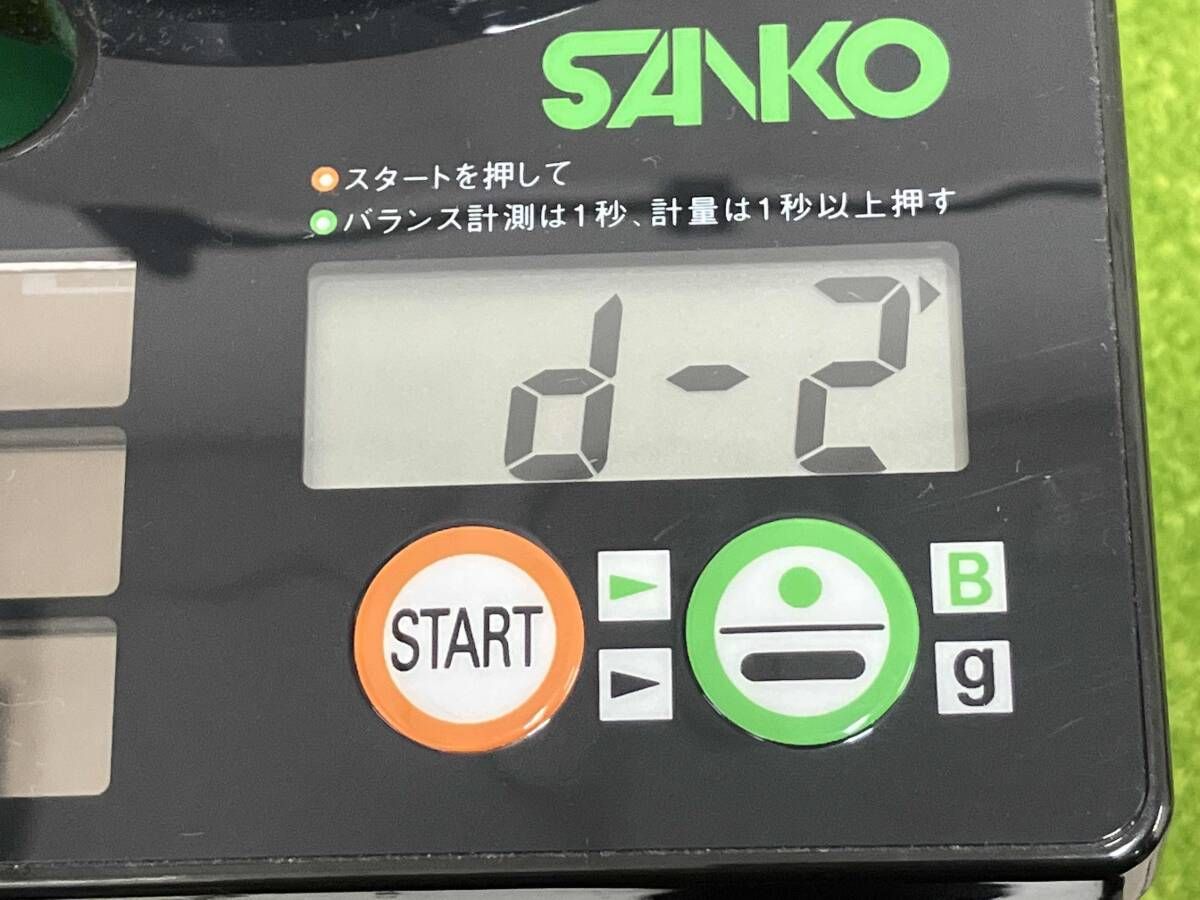 SANKO
スタートを押して
バランス計測は1秒、計量は1秒以上押す
d-2
START
B
g